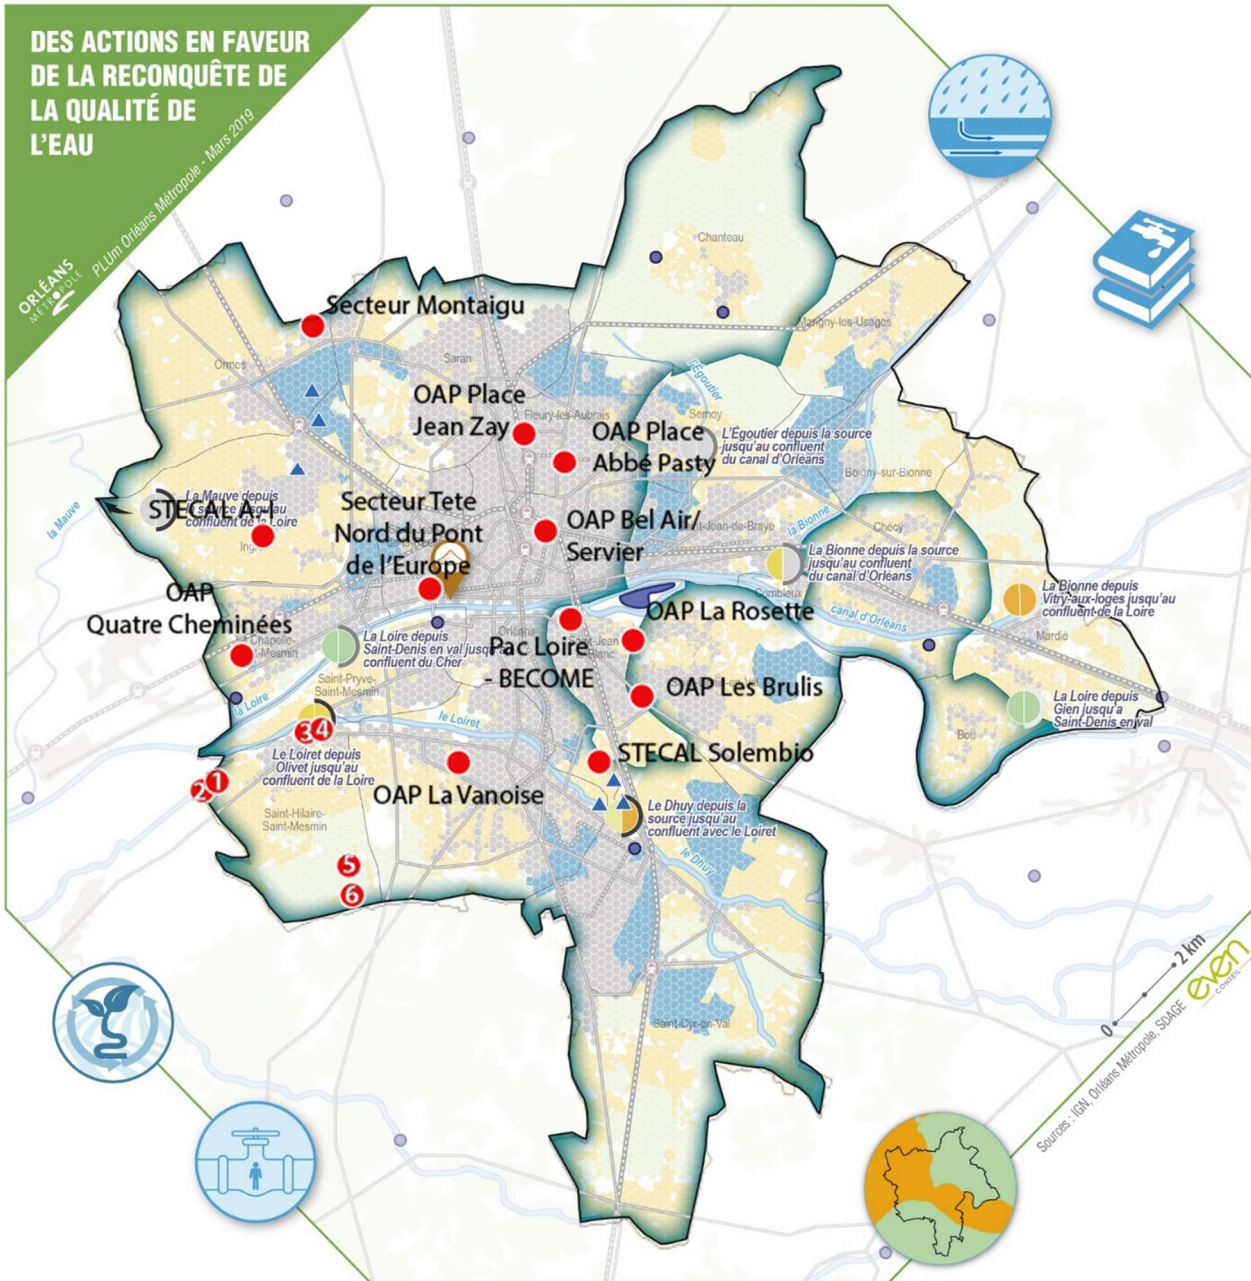 DES ACTIONS EN FAVEUR
DE LA RECONQUÊTE DE
LA QUALITÉ DE
L'EAU
PLUm Orléans Métropole - Mars 2019
ORLÉANS
MÉTROPOLE
Chanteau
Marigny-les-Usages
Secteur Montaigu
Ormes
Saran
l'Égoutier
OAP Place
Jean Zay
Fleury-les-Aubrais
Semoy
OAP Place
Abbé Pasty
L'Égoutier depuis la source
jusqu'au confluent
du canal d'Orléans
Boigny-sur-Bionne
la Mauve
La Mauve depuis
la source jusqu'au
confluent de la Loire
STECAL A-I
Ingré
Secteur Tete
Nord du Pont
de l'Europe
OAP Bel Air/
Servier
la Bionne
Chécy
La Bionne depuis la source
jusqu'au confluent
du canal d'Orléans
Combleux
La Bionne depuis
Vitry-aux-loges jusqu'au
confluent de la Loire
canal d'Orléans
Mardié
OAP
Quatre Cheminées
La Loire depuis
Saint-Denis en val jusqu'a
confluent du Cher
Orléans
OAP La Rosette
Pac Loire
- BECOME
Saint-Pryvé-
Saint-Mesmin
la Loire
le Loiret
OAP Les Brulis
La Loire depuis
Gien jusqu'a
Saint-Denis en val
Bou
3 4
Le Loiret depuis
Olivet jusqu'au
confluent de la Loire
STECAL Solembio
2 1
OAP La Vanoise
Saint-Hilaire-
Saint-Mesmin
Le Dhuy depuis la
source jusqu'au
confluent avec le Loiret
le Dhuy
5
6
Saint-Cyr-en-Val
0
2 km
even
CONSEIL
Sources : IGN, Orléans Métropole, SDAGE